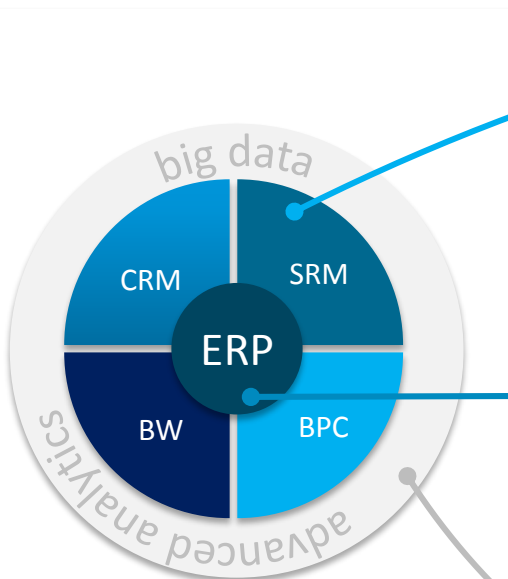 big data
CRM
SRM
ERP
BW
BPC
advanced analytics